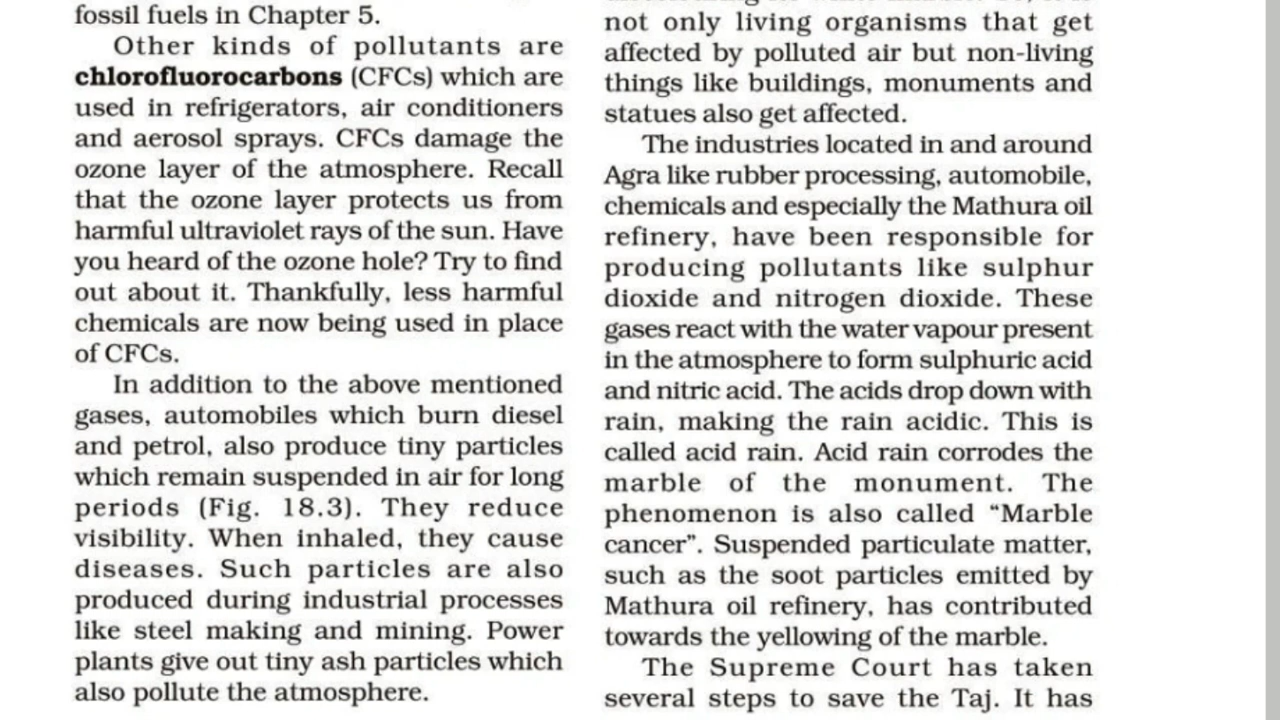 fossil fuels in Chapter 5.
Other kinds of pollutants are
chlorofluorocarbons (CFCs) which are
used in refrigerators, air conditioners
and aerosol sprays. CFCs damage the
ozone layer of the atmosphere. Recall
that the ozone layer protects us from
harmful ultraviolet rays of the sun. Have
you heard of the ozone hole? Try to find
out about it. Thankfully, less harmful
chemicals are now being used in place
of CFCs.
In addition to the above mentioned
gases, automobiles which burn diesel
and petrol, also produce tiny particles
which remain suspended in air for long
periods (Fig. 18.3). They reduce
visibility. When inhaled, they cause
diseases. Such particles are also
produced during industrial processes
like steel making and mining. Power
plants give out tiny ash particles which
also pollute the atmosphere.
not only living organisms that get
affected by polluted air but non-living
things like buildings, monuments and
statues also get affected.
The industries located in and around
Agra like rubber processing, automobile,
chemicals and especially the Mathura oil
refinery, have been responsible for
producing pollutants like sulphur
dioxide and nitrogen dioxide. These
gases react with the water vapour present
in the atmosphere to form sulphuric acid
and nitric acid. The acids drop down with
rain, making the rain acidic. This is
called acid rain. Acid rain corrodes the
marble of the monument. The
phenomenon is also called “Marble
cancer”. Suspended particulate matter,
such as the soot particles emitted by
Mathura oil refinery, has contributed
towards the yellowing of the marble.
The Supreme Court has taken
several steps to save the Taj. It has